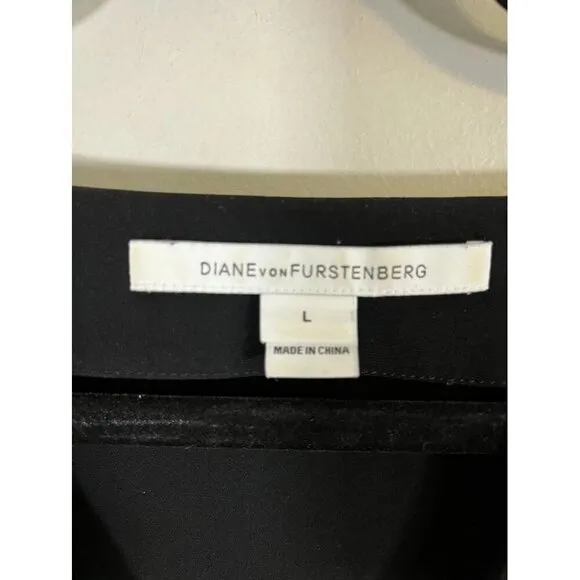 DIANE VON FURSTENBERG
L
MADE IN CHINA